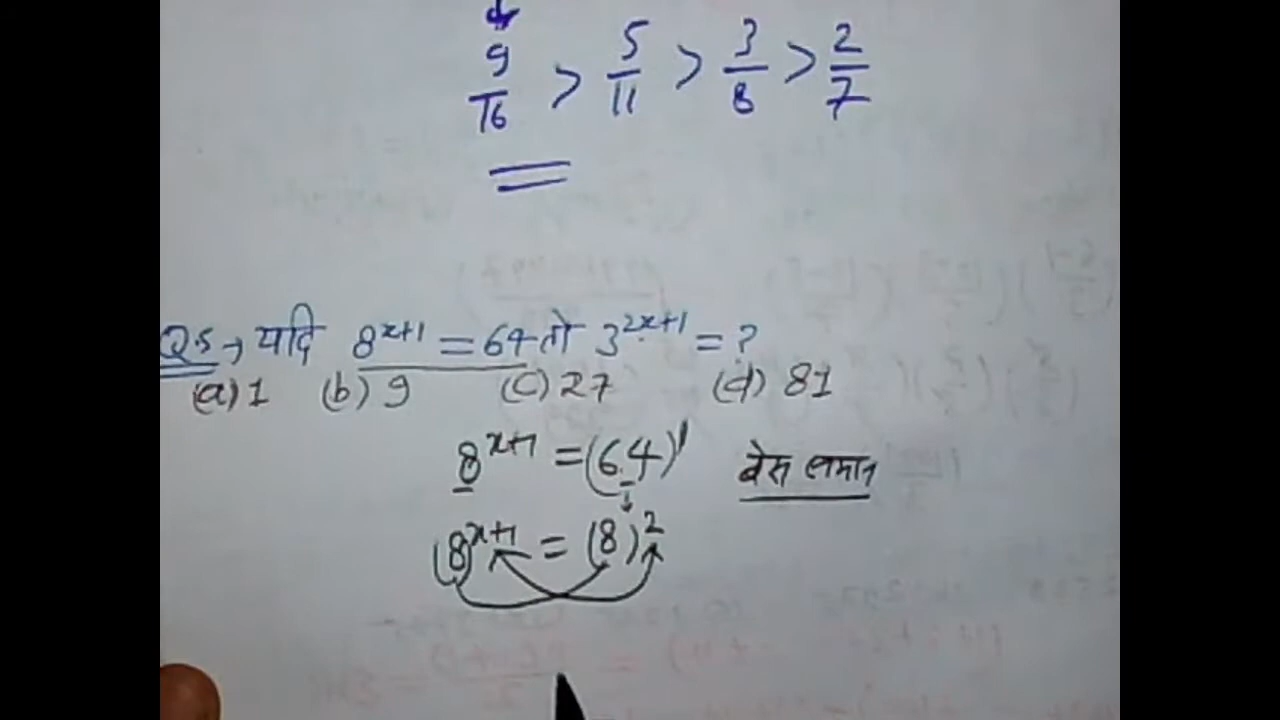 9/16 > 5/11 > 3/8 > 2/7
Q.5→ यदि 8^{x+1} = 64 तो 3^{2x+1} = ?
(a) 1 (b) 9 (c) 27 (d) 81
8^{x+1} = (64)^1 बेस समान
(8)^{x+1} = (8)^2